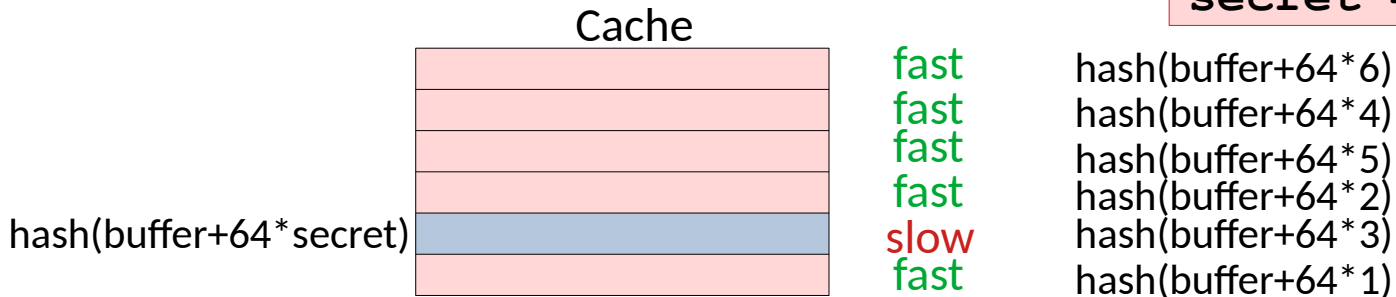 secret
Cache
fast hash(buffer+64*6)
fast hash(buffer+64*4)
fast hash(buffer+64*5)
fast hash(buffer+64*2)
hash(buffer+64*secret) slow hash(buffer+64*3)
fast hash(buffer+64*1)